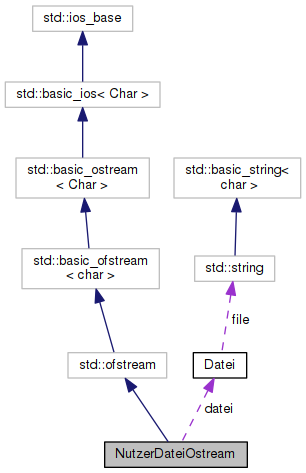 std::ios_base
std::basic_ios< Char >
std::basic_ostream
< Char >
std::basic_string<
char >
std::basic_ofstream
< char >
std::string
file
std::ofstream
Datei
datei
NutzerDateiOstream